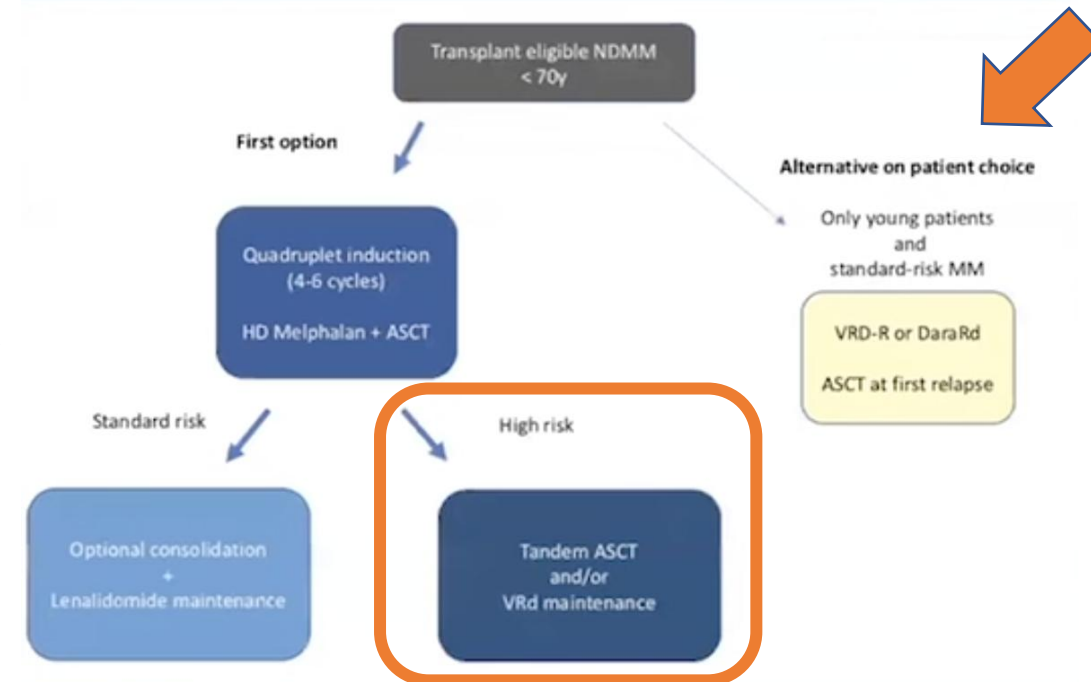 Transplant eligible NDMM
< 70y
First option
Alternative on patient choice
Only young patients
and
standard-risk MM
Quadruplet induction
(4-6 cycles)
HD Melphalan + ASCT
VRD-R or DaraRd
ASCT at first relapse
Standard risk
High risk
Optional consolidation
+
Lenalidomide maintenance
Tandem ASCT
and/or
VRd maintenance